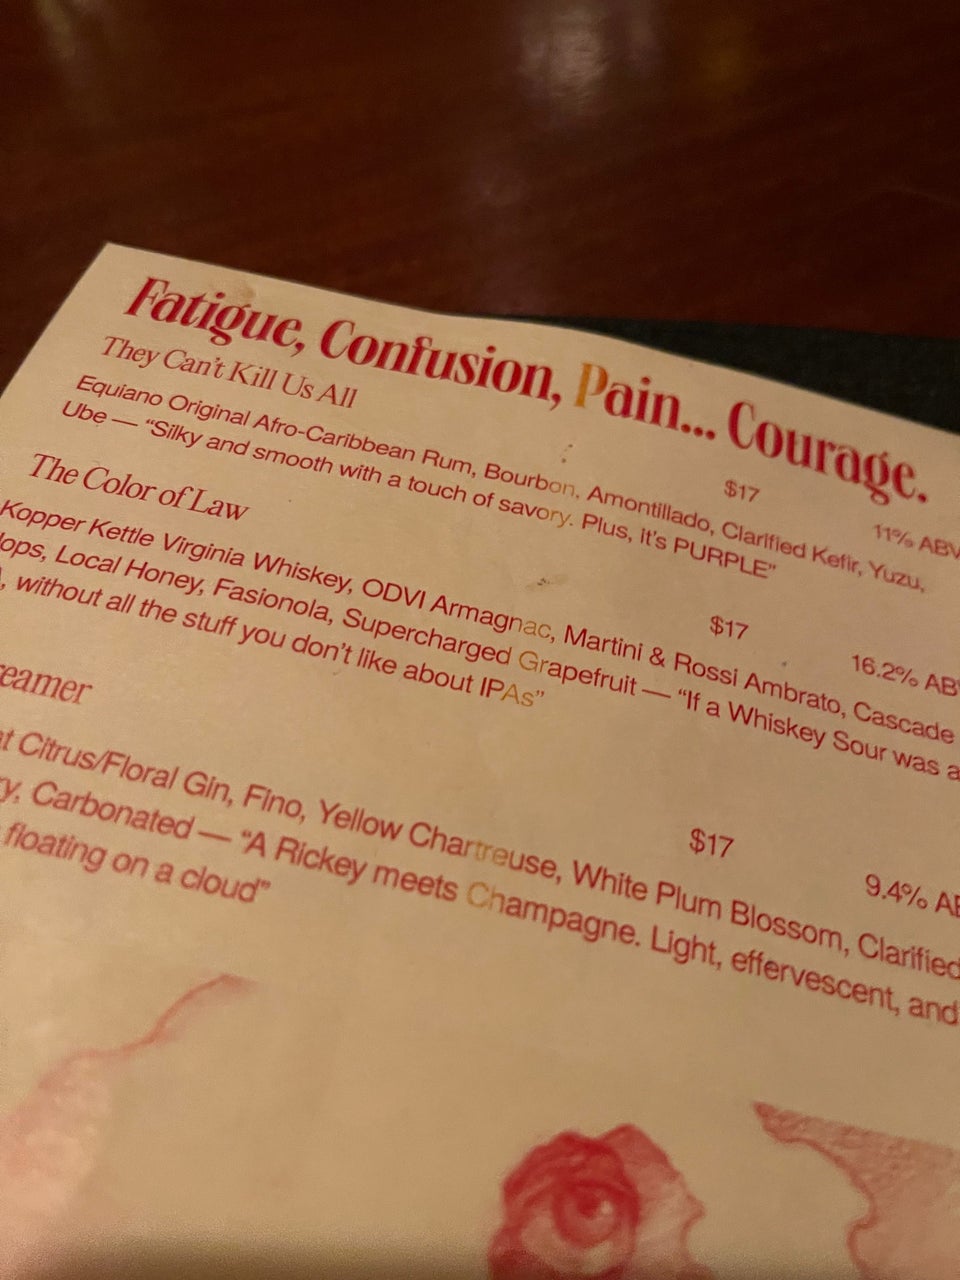 Fatigue, Confusion, Pain... Courage.
They Can't Kill Us All
$17
11% ABV
Equiano Original Afro-Caribbean Rum, Bourbon, Amontillado, Clarified Kefir, Yuzu,
Ube — “Silky and smooth with a touch of savory. Plus, it's PURPLE”
The Color of Law
$17
16.2% AB
Kopper Kettle Virginia Whiskey, ODVI Armagnac, Martini & Rossi Ambrato, Cascade
Local Honey, Fasionola, Supercharged Grapefruit — “If a Whiskey Sour was a
without all the stuff you don't like about IPAs”
eamer
$17
9.4% A
Citrus/Floral Gin, Fino, Yellow Chartreuse, White Plum Blossom, Clarified
Carbonated — “A Rickey meets Champagne. Light, effervescent, and
floating on a cloud”